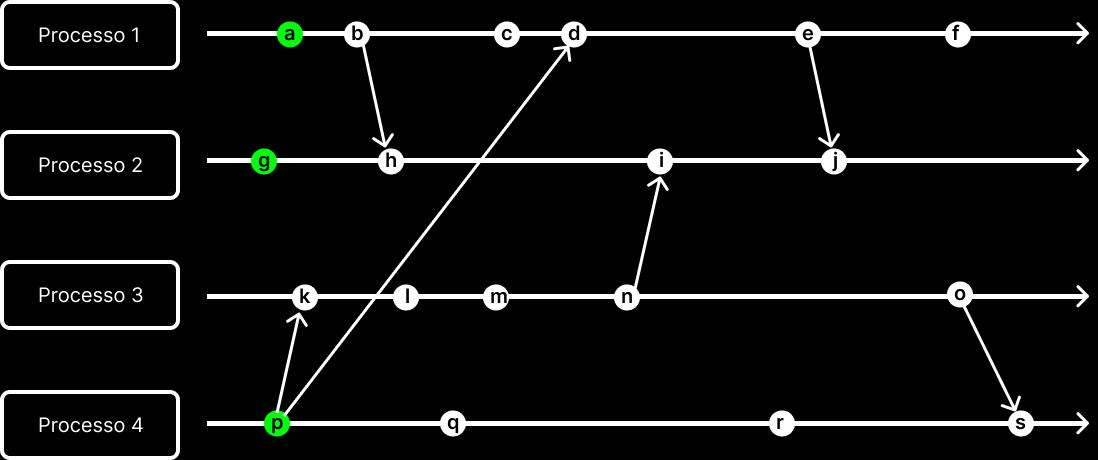 Processo 1
a b c d e f
Processo 2
g h i j
Processo 3
k l m n o
Processo 4
p q r s